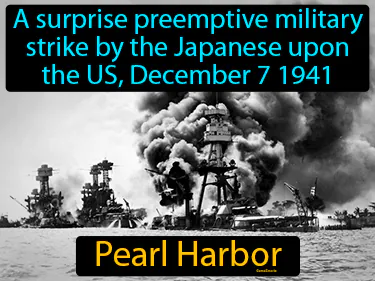 A surprise preemptive military
strike by the Japanese upon
the US, December 7 1941
Pearl Harbor